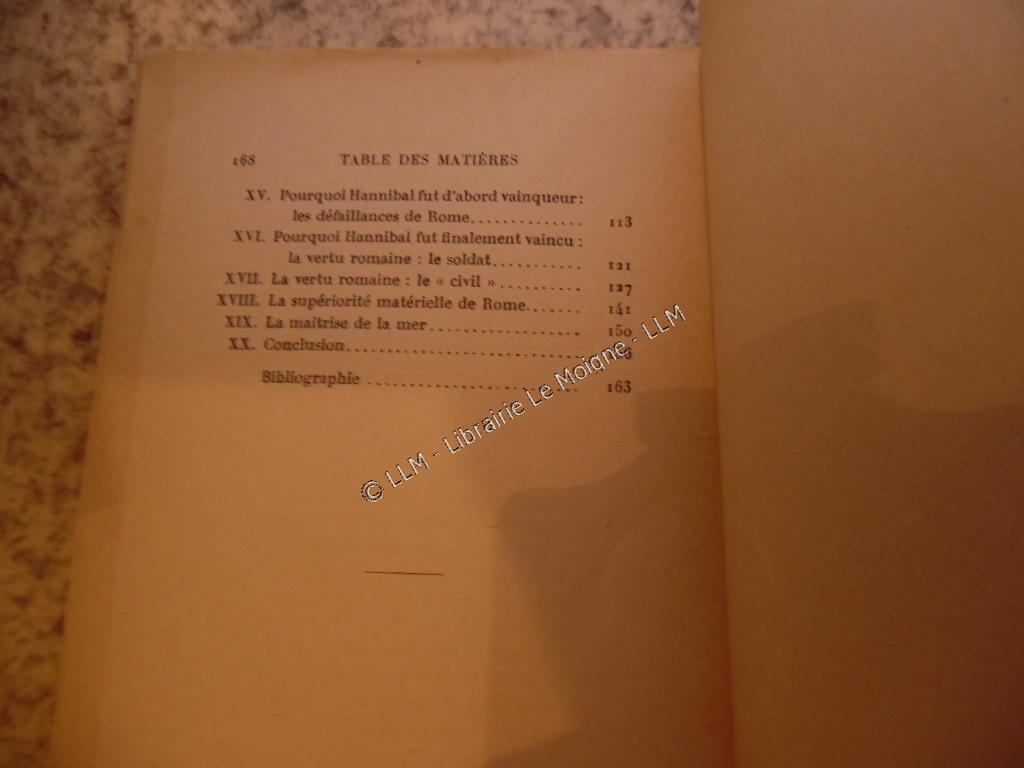 168 TABLE DES MATIÈRES
XV. Pourquoi Hannibal fut d'abord vainqueur :
les défaillances de Rome.............. 113
XVI. Pourquoi Hannibal fut finalement vaincu :
la vertu romaine : le soldat........... 121
XVII. La vertu romaine : le « civil » .......... 127
XVIII. La supériorité matérielle de Rome....... 141
XIX. La maîtrise de la mer .................... 150
XX. Conclusion..............................
Bibliographie ........................... 163
© LLM - Librairie Le Moigne - LLM